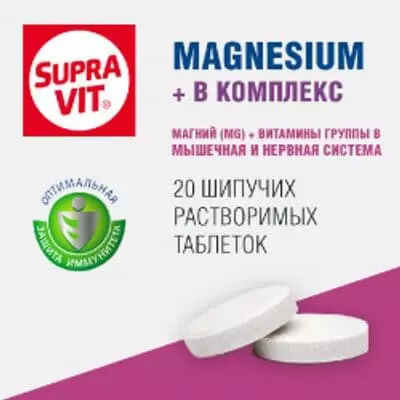 SUPRA
VIT®
MAGNESIUM
+ В КОМПЛЕКС
МАГНИЙ (MG) + ВИТАМИНЫ ГРУППЫ В
МЫШЕЧНАЯ И НЕРВНАЯ СИСТЕМА
ОПТИМАЛЬНАЯ
ЗАЩИТА ИММУНИТЕТА
20 ШИПУЧИХ
РАСТВОРИМЫХ
ТАБЛЕТОК